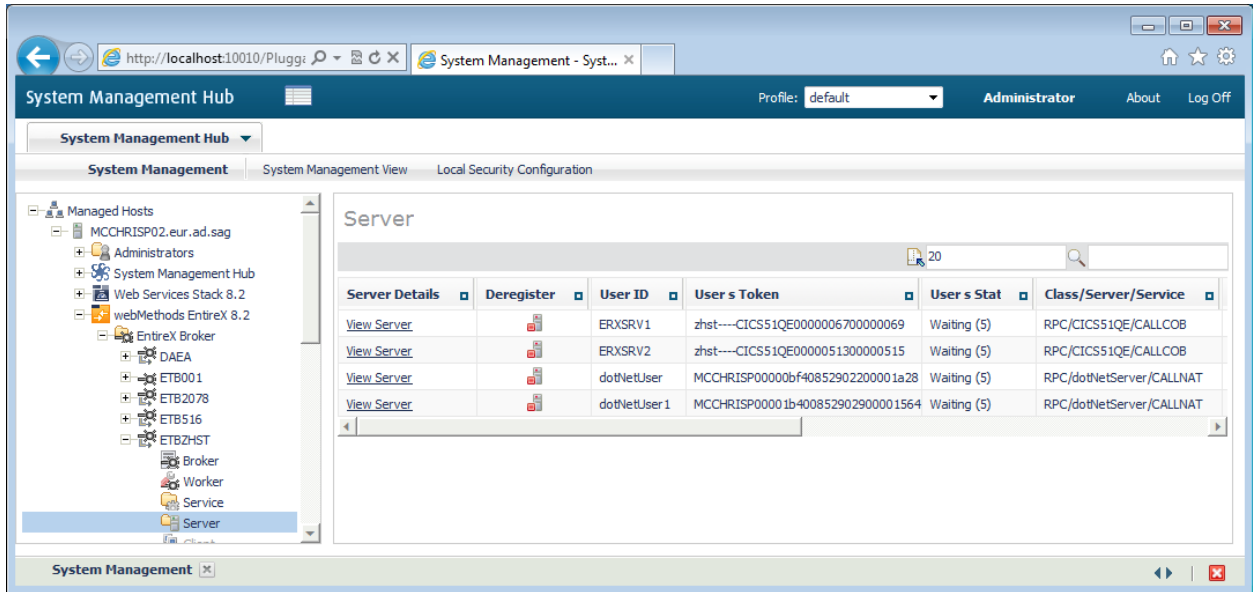 http://localhost:10010/Plugga
System Management - Syst...
System Management Hub
Profile: default
Administrator
About
Log Off
System Management Hub
System Management
System Management View
Local Security Configuration
Managed Hosts
MCCHRISP02.eur.ad.sag
Administrators
System Management Hub
Web Services Stack 8.2
webMethods EntireX 8.2
EntireX Broker
DAEA
ETB001
ETB2078
ETB516
ETBZHST
Broker
Worker
Service
Server
Client
Server
20
Server Details Deregister User ID User s Token User s Stat Class/Server/Service
View Server ERXSRV1 zhst----CICS51QE0000006700000069 Waiting (5) RPC/CICS51QE/CALLCOB
View Server ERXSRV2 zhst----CICS51QE0000051300000515 Waiting (5) RPC/CICS51QE/CALLCOB
View Server dotNetUser MCCHRISP00000bf40852902200001a28 Waiting (5) RPC/dotNetServer/CALLNAT
View Server dotNetUser1 MCCHRISP00001b400852902900001564 Waiting (5) RPC/dotNetServer/CALLNAT
System Management